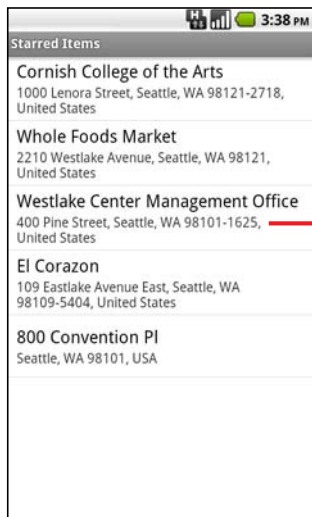 3:38 PM
Starred Items
Cornish College of the Arts
1000 Lenora Street, Seattle, WA 98121-2718,
United States
Whole Foods Market
2210 Westlake Avenue, Seattle, WA 98121,
United States
Westlake Center Management Office
400 Pine Street, Seattle, WA 98101-1625,
United States
El Corazon
109 Eastlake Avenue East, Seattle, WA
98109-5404, United States
800 Convention Pl
Seattle, WA 98101, USA